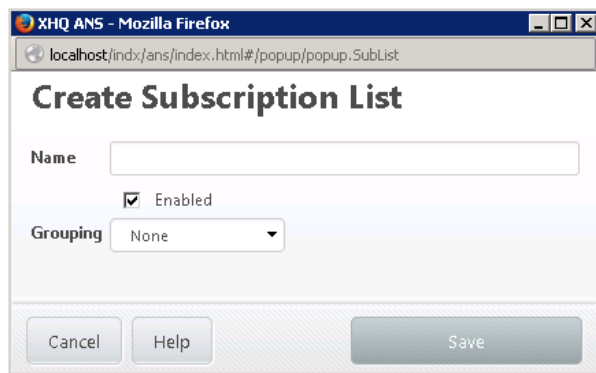 XHQ ANS - Mozilla Firefox
localhost/indx/ans/index.html#/popup/popup.SubList
Create Subscription List
Name
Enabled
Grouping None
Cancel Help Save